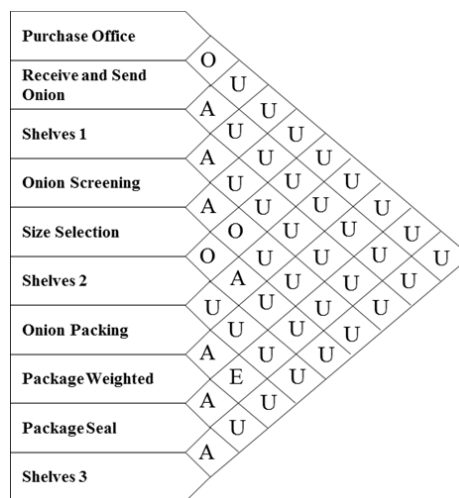 Purchase Office
O
Receive and Send
Onion
U
A U
Shelves 1
U U
A U U
Onion Screening
U U U
A U U U
Size Selection
O U U U
O U U U U
Shelves 2
A U U U
U U U U
Onion Packing
U U U
A U U
Package Weighted
E U
A U
Package Seal
U
A
Shelves 3